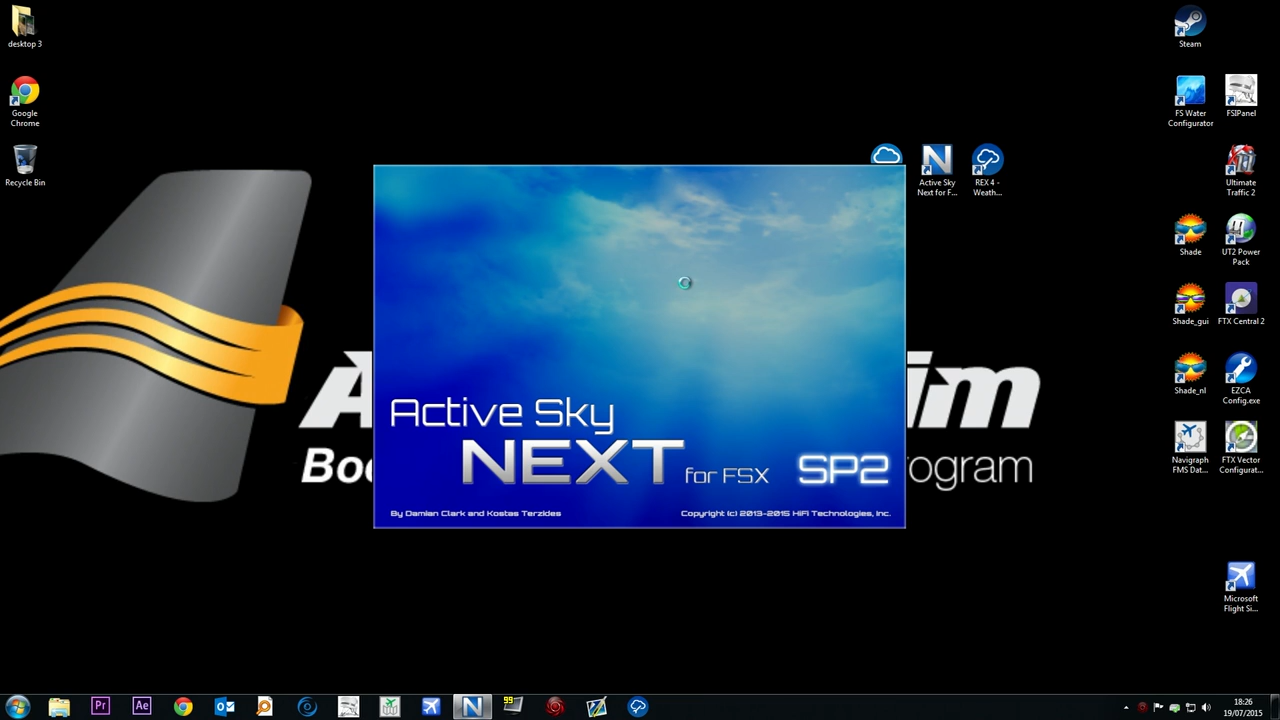 desktop 3
Google
Chrome
Recycle Bin
Steam
FS Water
Configurator
FSIPanel
Active Sky
Next for F...
REX 4 -
Weath...
Ultimate
Traffic 2
Shade
UT2 Power
Pack
Shade_gui
FTX Central 2
Shade_nl
EZCA
Config.exe
Navigraph
FMS Dat...
FTX Vector
Configurat...
Microsoft
Flight Si...
Active Sky
NEXT for FSX SP2
By Damian Clark and Kostas Terzides
Copyright (c) 2013-2015 HiFi Technologies, Inc.
im
Boo
rogram
Pr
Ae
99
18:26
19/07/2015